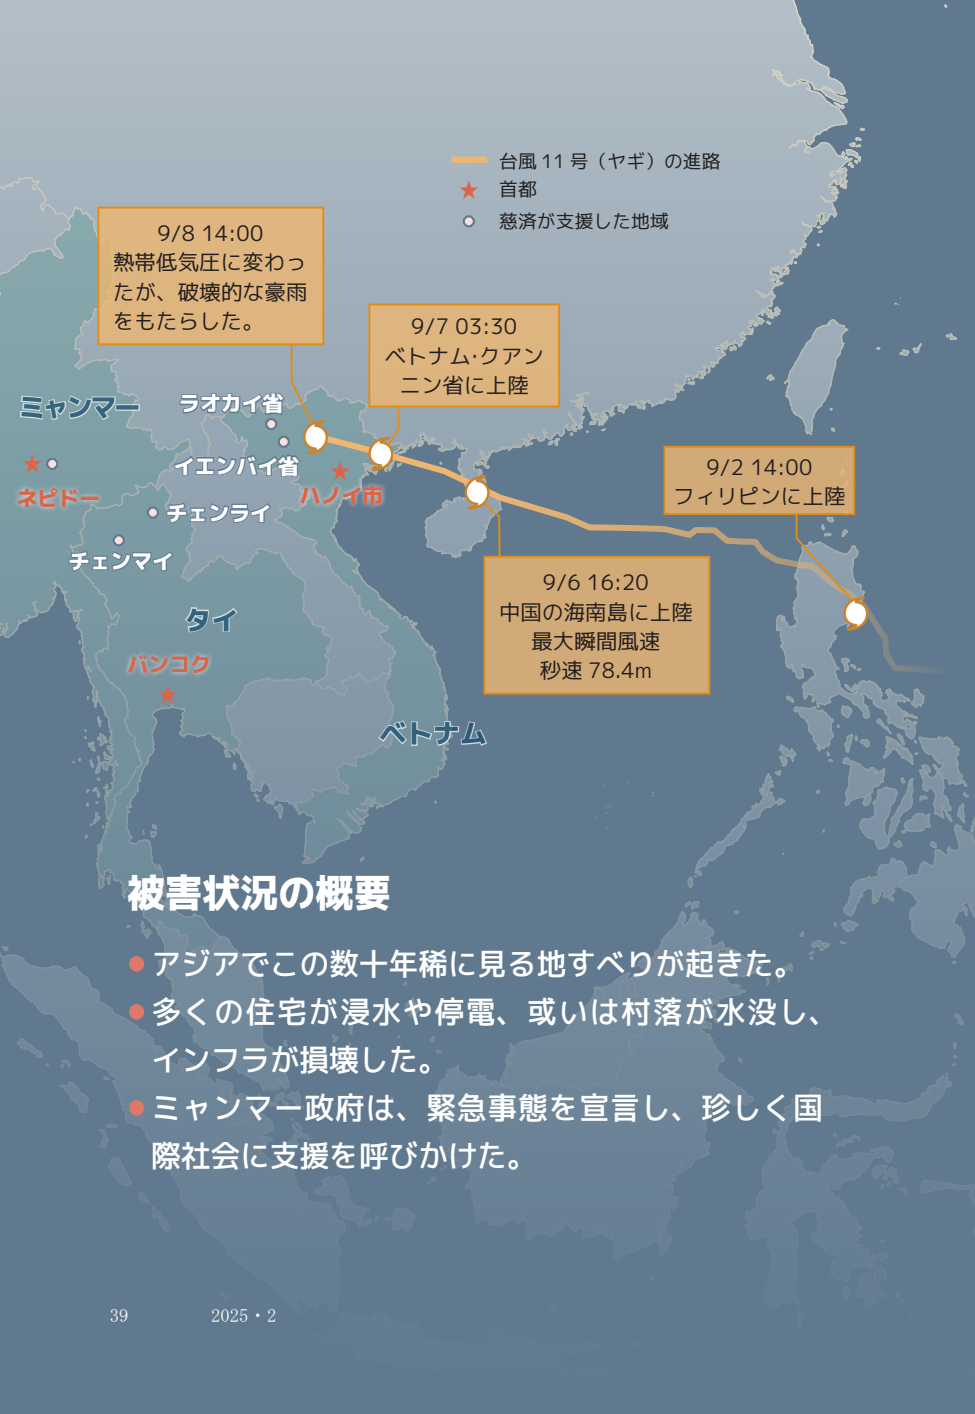 台風 11 号（ヤギ）の進路
首都
慈済が支援した地域
9/8 14:00
熱帯低気圧に変わっ
たが、破壊的な豪雨
をもたらした。
9/7 03:30
ベトナム·クアン
ニン省に上陸
ミャンマー
ラオカイ省
イエンバイ省
ネピドー
ハノイ市
9/2 14:00
フィリピンに上陸
チェンライ
チェンマイ
9/6 16:20
中国の海南島に上陸
最大瞬間風速
秒速 78.4m
タイ
バンコク
ベトナム
被害状況の概要
●アジアでこの数十年稀に見る地すべりが起きた。
●多くの住宅が浸水や停電、或いは村落が水没し、
インフラが損壊した。
●ミャンマー政府は、緊急事態を宣言し、珍しく国
際社会に支援を呼びかけた。
39 2025・2